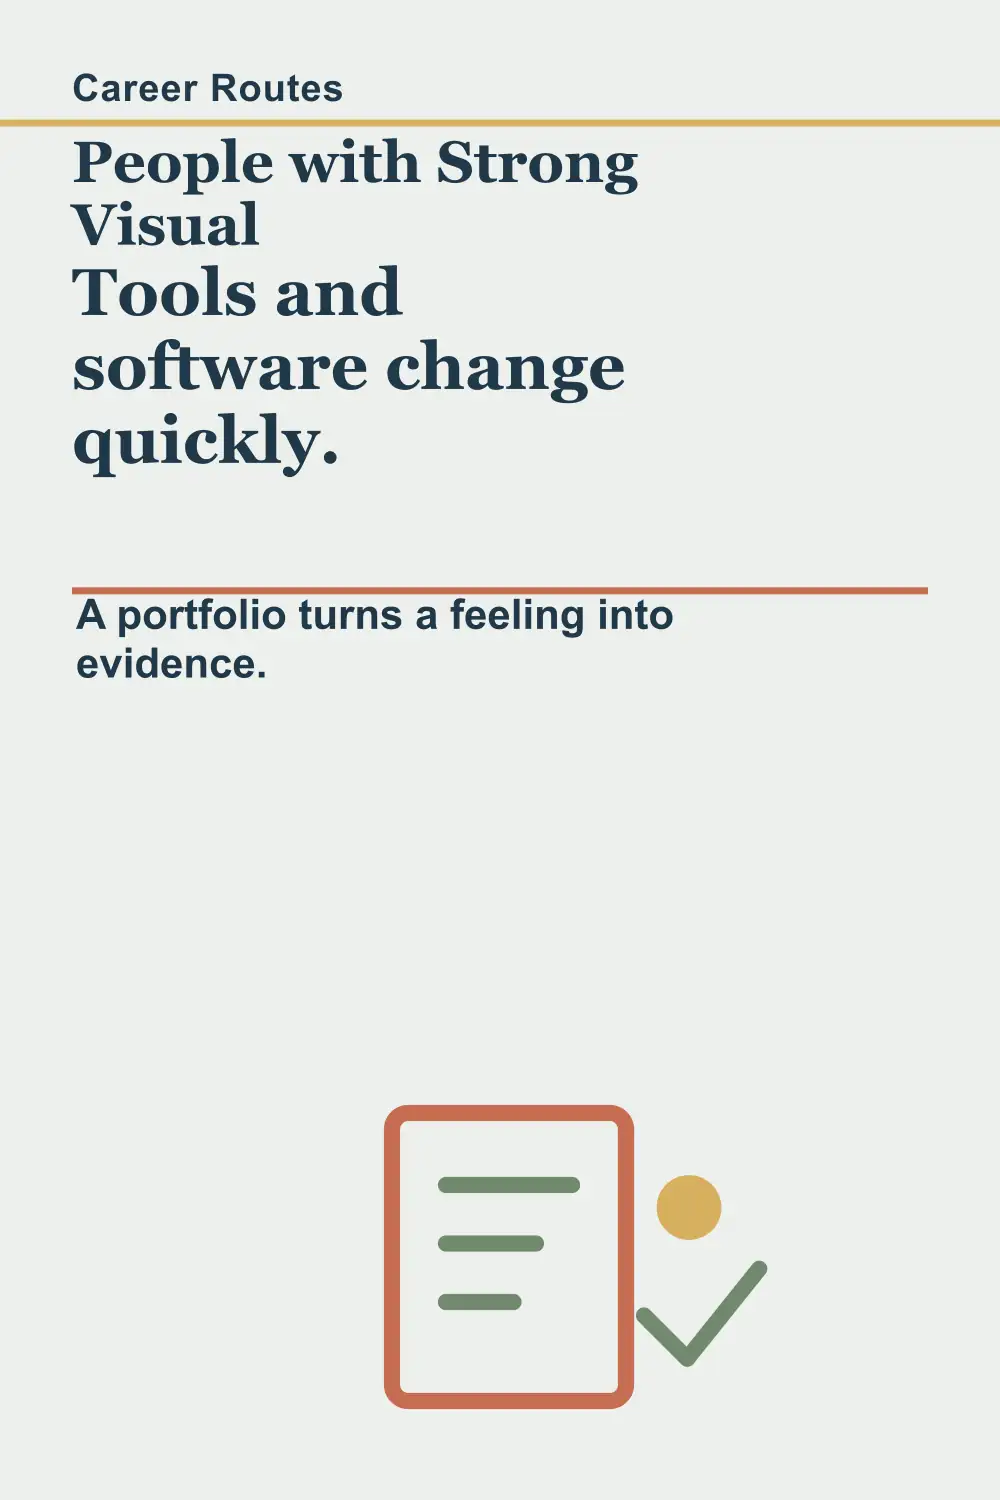 Career Routes
People with Strong
Visual
Tools and
software change
quickly.
A portfolio turns a feeling into
evidence.